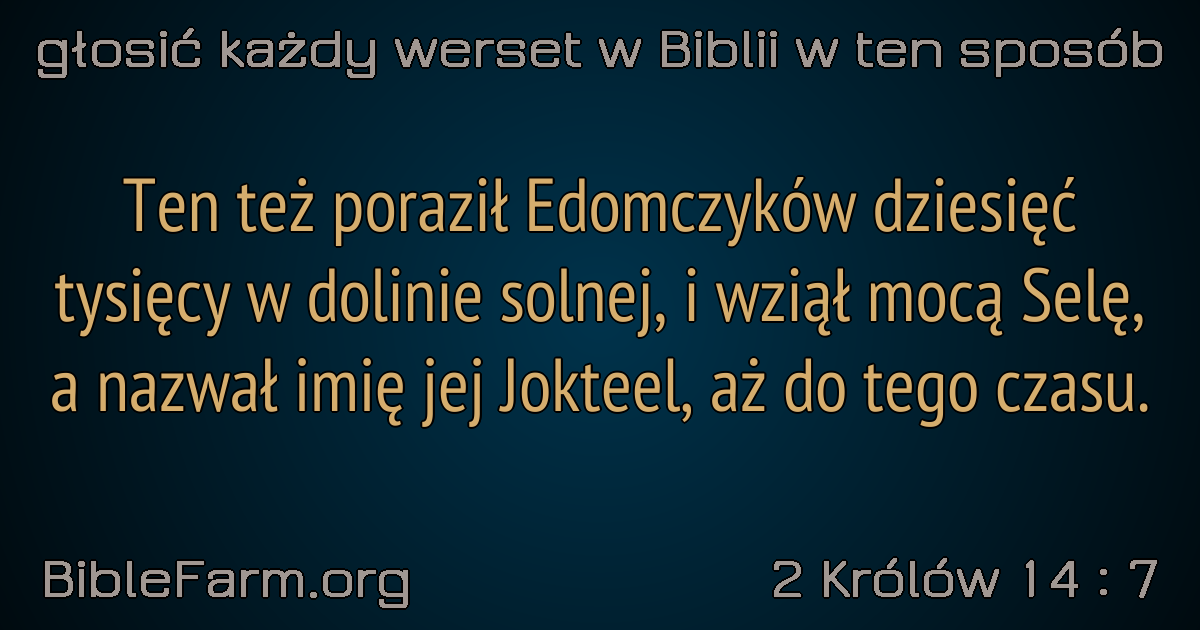 głosić każdy werset w Biblii w ten sposób
Ten też poraził Edomczyków dziesięć
tysięcy w dolinie solnej, i wziął mocą Selę,
a nazwał imię jej Jokteel, aż do tego czasu.
BibleFarm.org
2 Królów 14 : 7